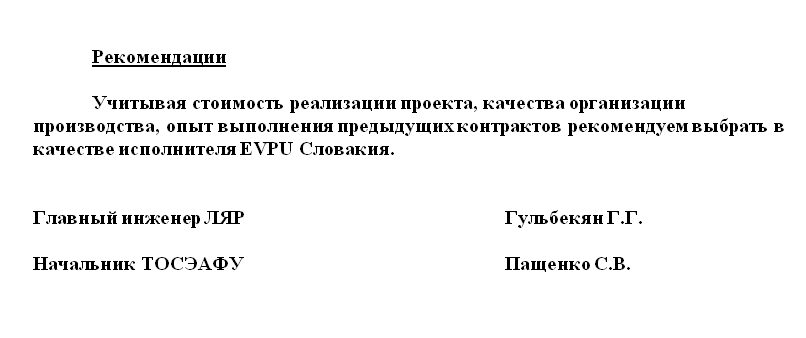 Рекомендации
Учитывая стоимость реализации проекта, качества организации
производства, опыт выполнения предыдущих контрактов рекомендуем выбрать в
качестве исполнителя EVPU Словакия.
Главный инженер ЛЯР Гульбекян Г.Г.
Начальник ТОСЭАФУ Пащенко С.В.